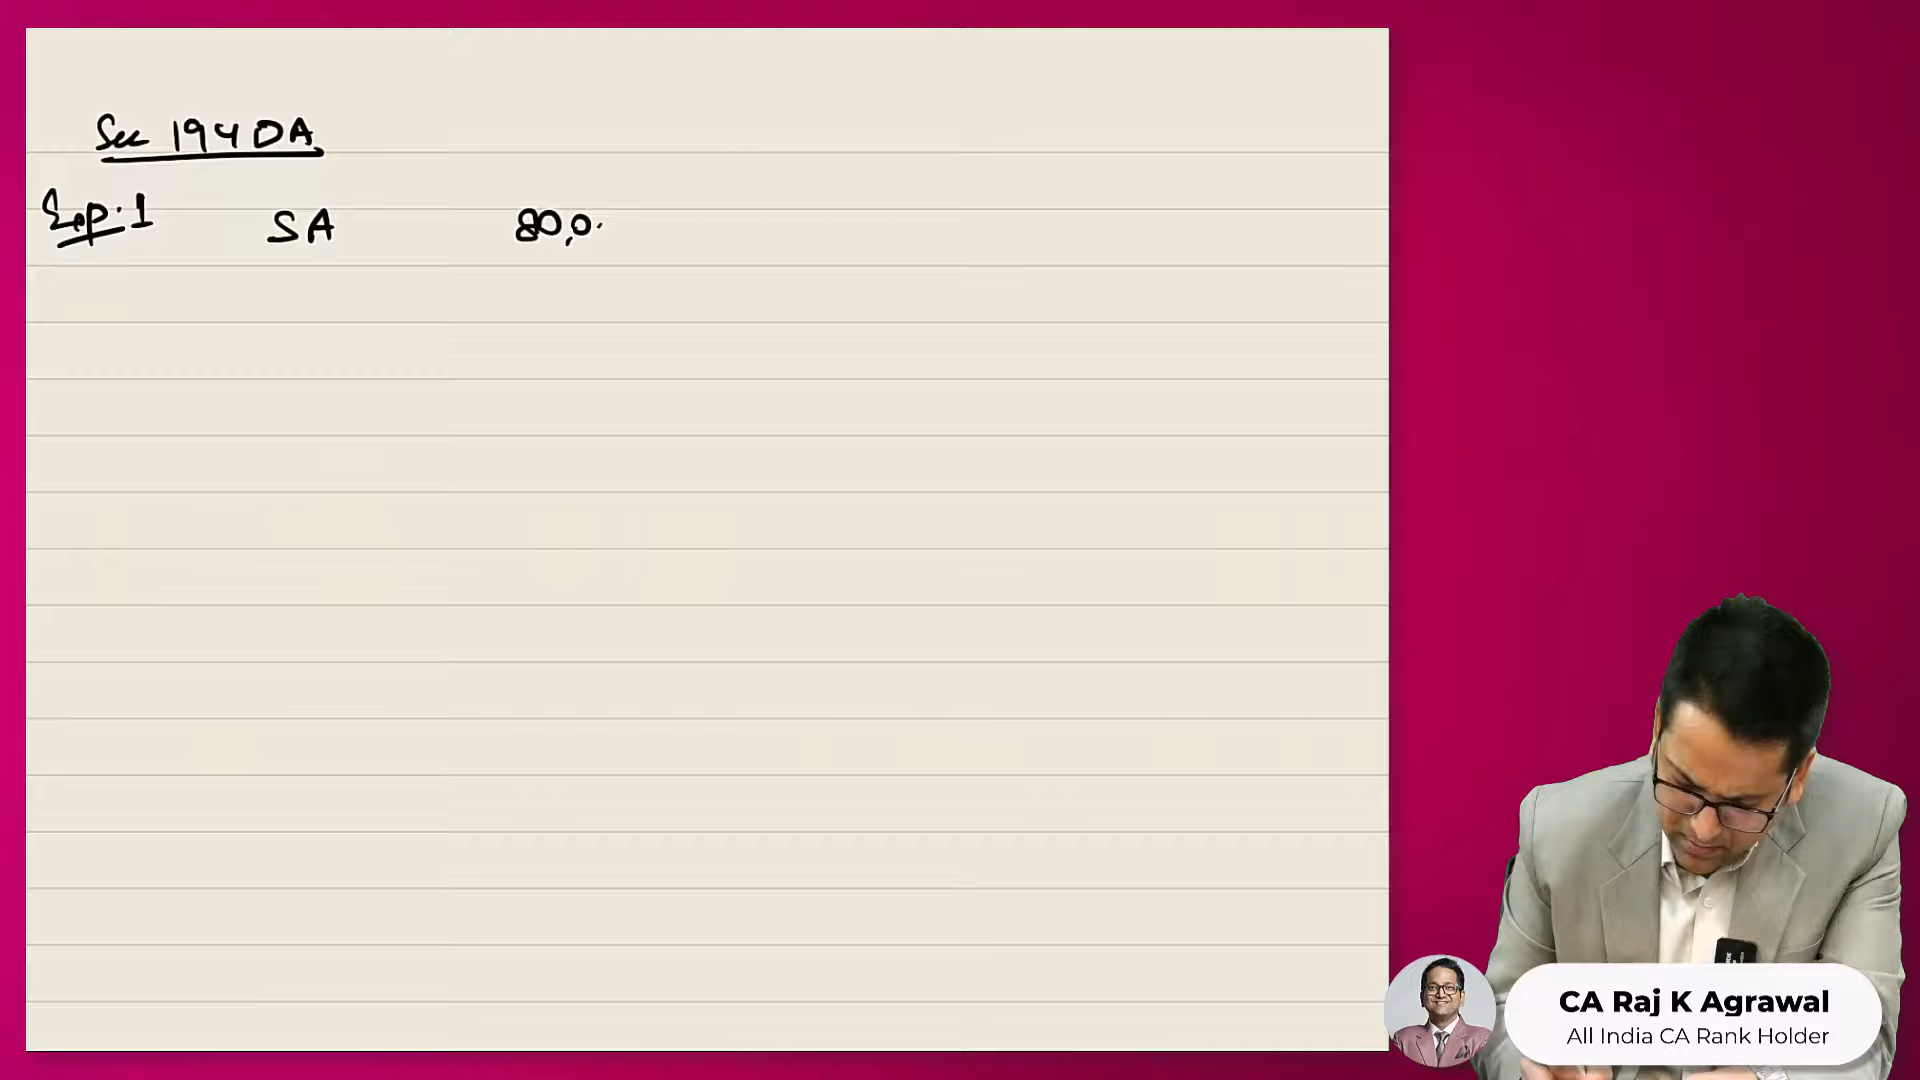 Sec 194DA
Exp:1 SA 80,0
CA Raj K Agrawal
All India CA Rank Holder